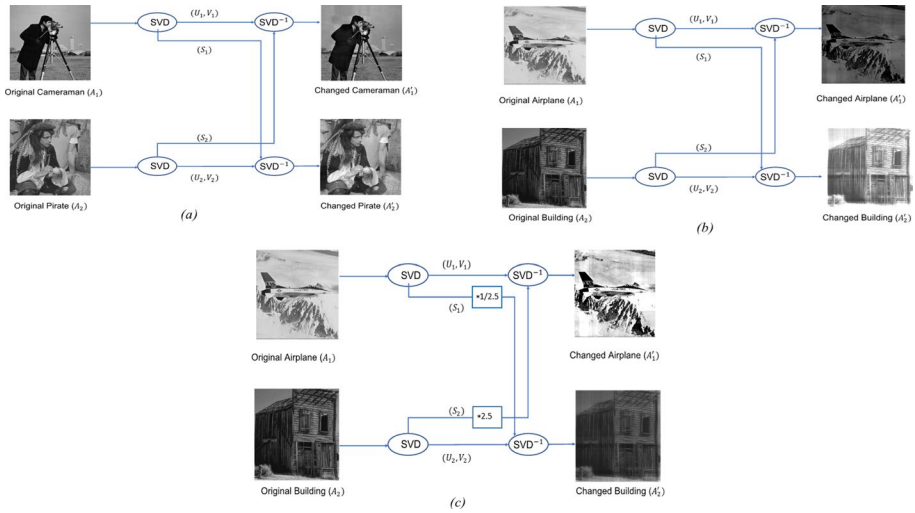 (U₁, V₁)
SVD
SVD⁻¹
(S₁)
Original Cameraman (A₁)
Changed Cameraman (A′₁)
(S₂)
SVD
SVD⁻¹
(U₂, V₂)
Original Pirate (A₂)
Changed Pirate (A′₂)
(a)
(U₁, V₁)
SVD
SVD⁻¹
(S₁)
Original Airplane (A₁)
Changed Airplane (A′₁)
(S₂)
SVD
SVD⁻¹
(U₂, V₂)
Original Building (A₂)
Changed Building (A′₂)
(b)
(U₁, V₁)
SVD
SVD⁻¹
*1/2.5
(S₁)
Original Airplane (A₁)
Changed Airplane (A′₁)
(S₂)
*2.5
SVD
SVD⁻¹
(U₂, V₂)
Original Building (A₂)
Changed Building (A′₂)
(c)